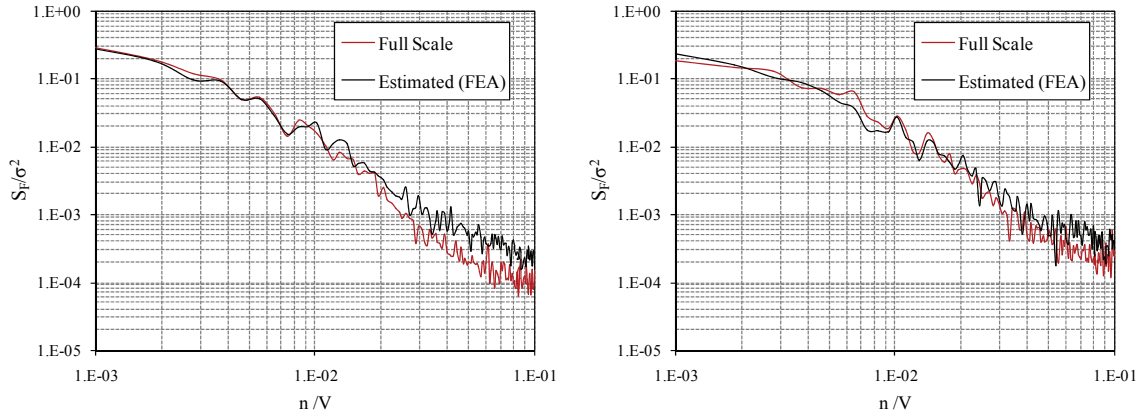 1.E+00
1.E-01
1.E-02
1.E-03
1.E-04
1.E-05
S_F/σ²
1.E-03
1.E-02
1.E-01
n /V
Full Scale
Estimated (FEA)
1.E+00
1.E-01
1.E-02
1.E-03
1.E-04
1.E-05
S_F/σ²
1.E-03
1.E-02
1.E-01
n /V
Full Scale
Estimated (FEA)